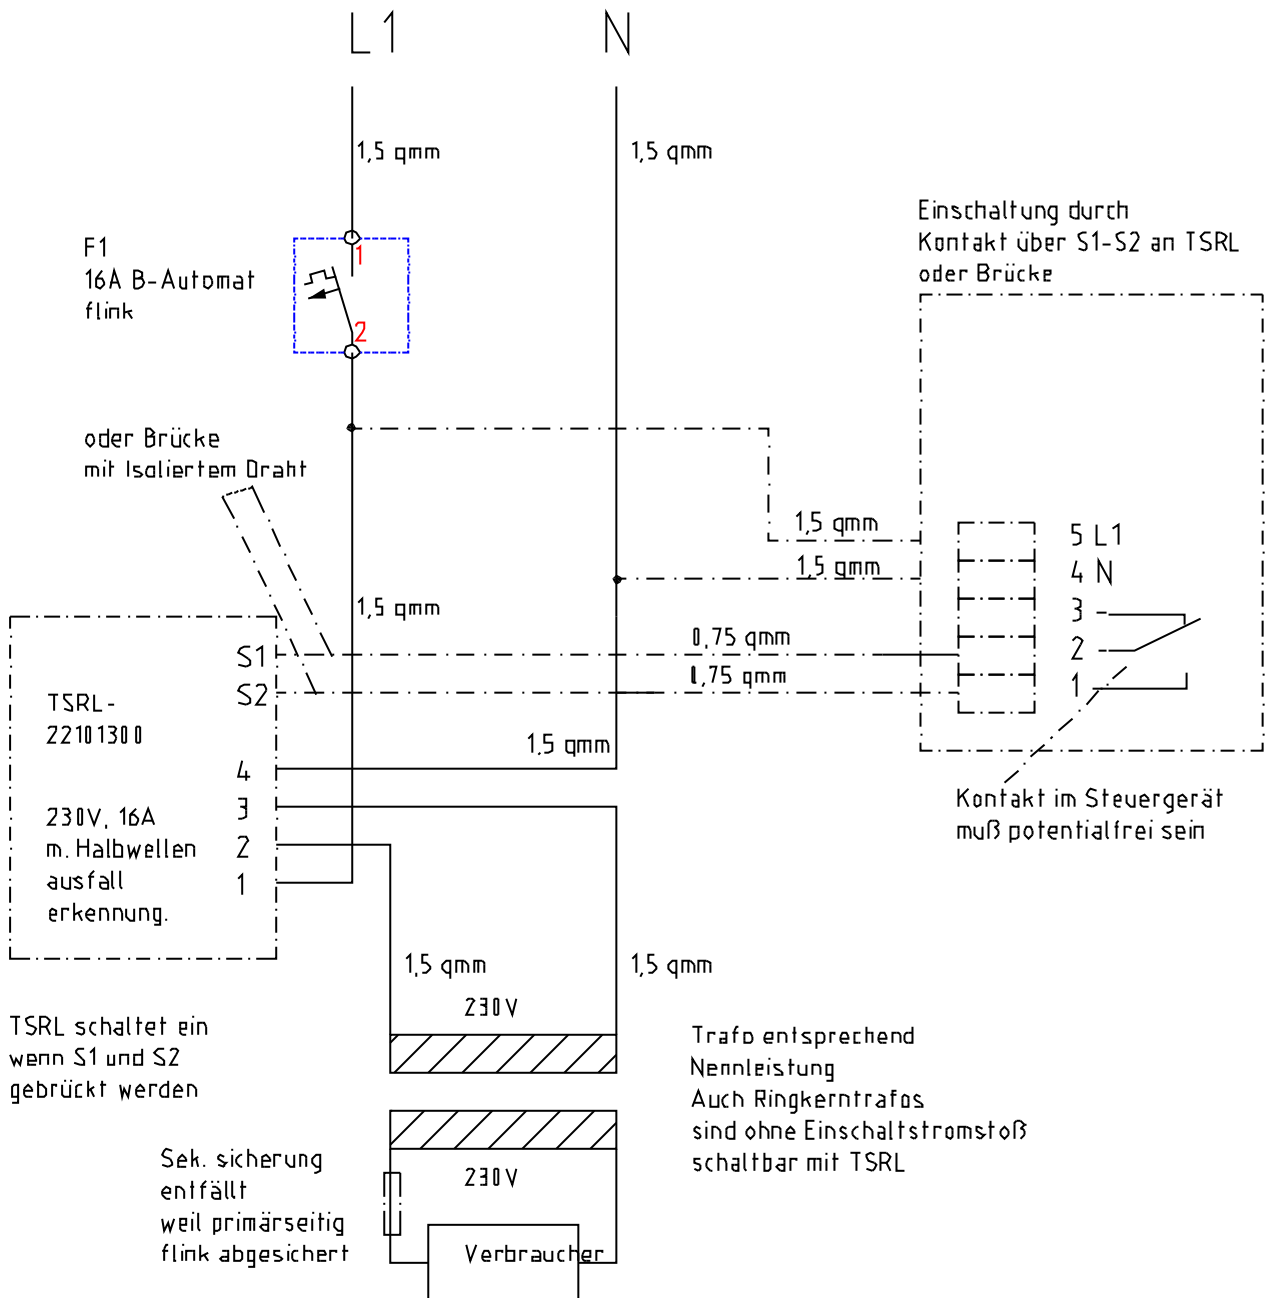 L1
N
1,5 qmm
1,5 qmm
F1
16A B-Automat
flink
1
2
Einschaltung durch
Kontakt über S1-S2 an TSRL
oder Brücke
oder Brücke
mit Isoliertem Draht
1,5 qmm
1,5 qmm
5 L1
4 N
3
2
1
1,5 qmm
0,75 qmm
0,75 qmm
S1
S2
TSRL-
22101300
1.5 qmm
4
3
2
1
230V, 16A
m. Halbwellen
ausfall
erkennung.
Kontakt im Steuergerät
muß potentialfrei sein
1,5 qmm
1,5 qmm
230V
TSRL schaltet ein
wenn S1 und S2
gebrückt werden
Trafo entsprechend
Nennleistung
Auch Ringkerntrafos
sind ohne Einschaltstromstoß
schaltbar mit TSRL
Sek. sicherung
entfällt
weil primärseitig
flink abgesichert
230V
Verbraucher